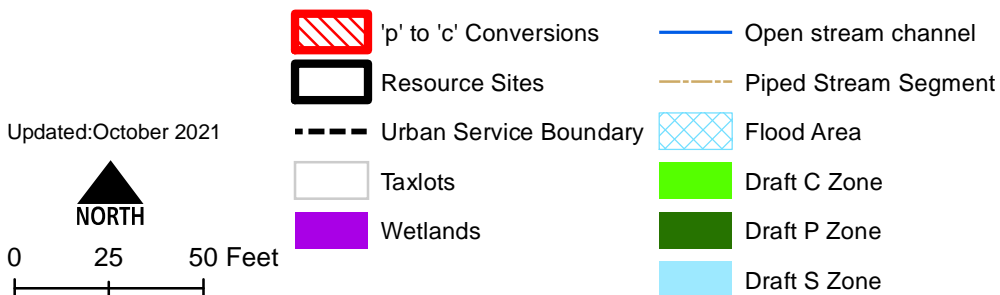 'p' to 'c' Conversions
Resource Sites
Urban Service Boundary
Taxlots
Wetlands
Open stream channel
Piped Stream Segment
Flood Area
Draft C Zone
Draft P Zone
Draft S Zone
Updated:October 2021
NORTH
0 25 50 Feet